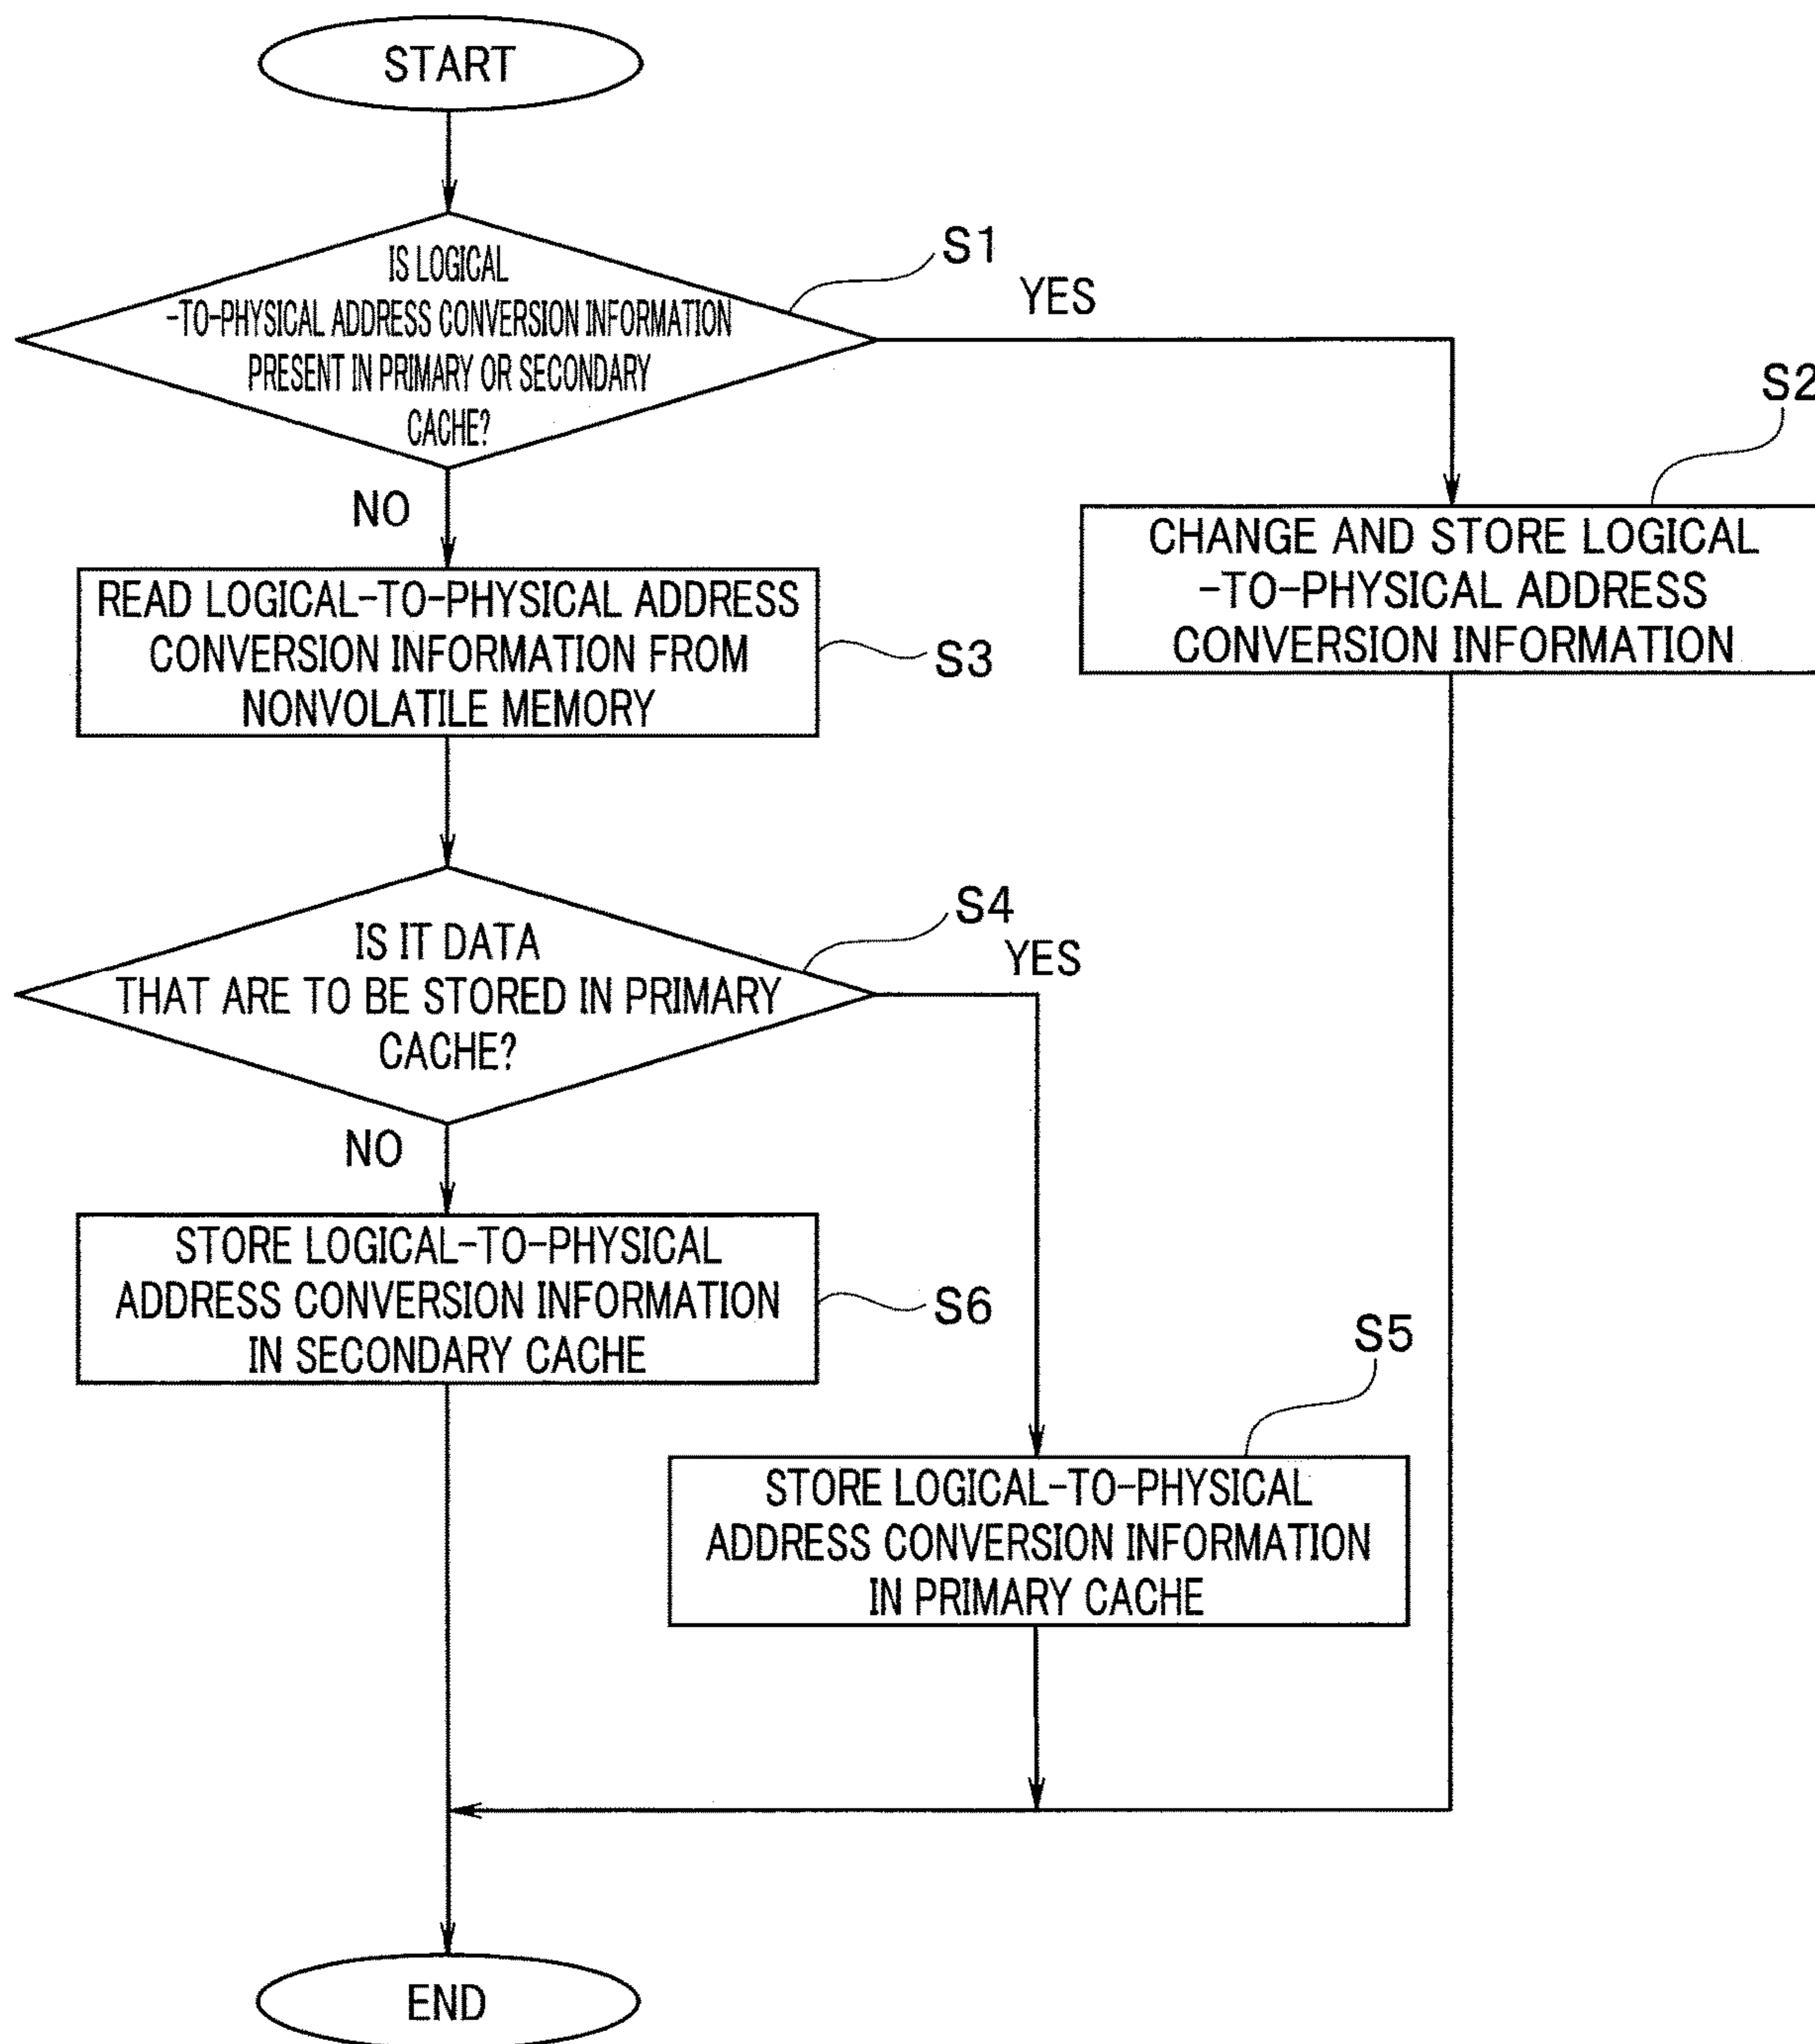 START
IS LOGICAL
-TO-PHYSICAL ADDRESS CONVERSION INFORMATION
PRESENT IN PRIMARY OR SECONDARY
CACHE?
S1
YES
NO
S2
CHANGE AND STORE LOGICAL
-TO-PHYSICAL ADDRESS
CONVERSION INFORMATION
READ LOGICAL-TO-PHYSICAL ADDRESS
CONVERSION INFORMATION FROM
NONVOLATILE MEMORY
S3
IS IT DATA
THAT ARE TO BE STORED IN PRIMARY
CACHE?
S4
YES
NO
STORE LOGICAL-TO-PHYSICAL
ADDRESS CONVERSION INFORMATION
IN SECONDARY CACHE
S6
S5
STORE LOGICAL-TO-PHYSICAL
ADDRESS CONVERSION INFORMATION
IN PRIMARY CACHE
END